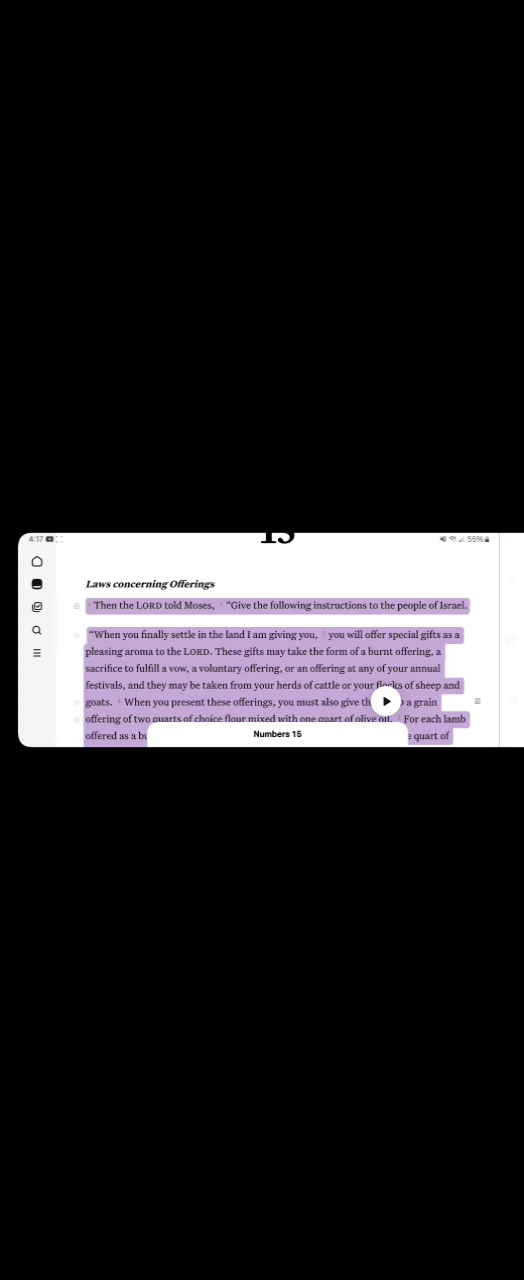 15
4:17
55%
Laws concerning Offerings
Then the LORD told Moses, "Give the following instructions to the people of Israel.
"When you finally settle in the land I am giving you, you will offer special gifts as a
pleasing aroma to the LORD. These gifts may take the form of a burnt offering, a
sacrifice to fulfill a vow, a voluntary offering, or an offering at any of your annual
festivals, and they may be taken from your herds of cattle or your flocks of sheep and
goats. 4 When you present these offerings, you must also give a grain
offering of two quarts of choice flour mixed with one quart of olive oil. For each lamb
offered as a quart of
Numbers 15